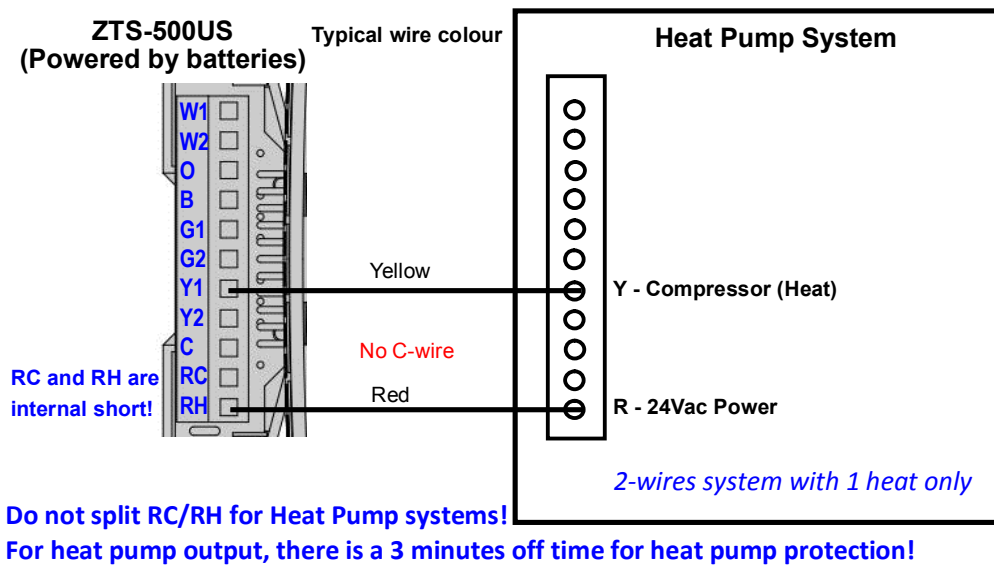 ZTS-500US
(Powered by batteries)
Typical wire colour
Heat Pump System
W1
W2
O
B
G1
G2
Y1
Y2
C
RC
RH
Yellow
No C-wire
Red
RC and RH are
internal short!
Y - Compressor (Heat)
R - 24Vac Power
2-wires system with 1 heat only
Do not split RC/RH for Heat Pump systems!
For heat pump output, there is a 3 minutes off time for heat pump protection!